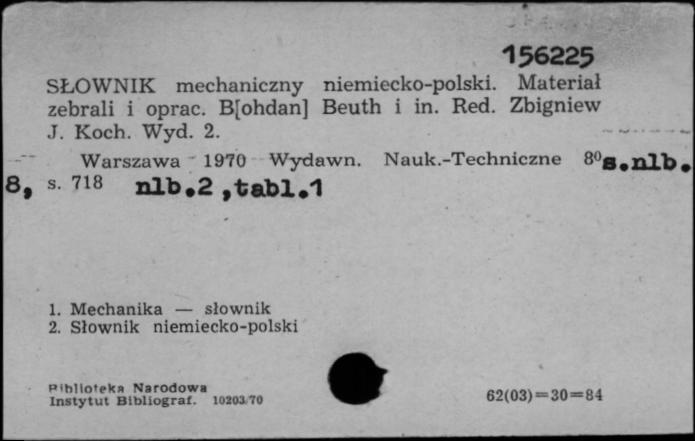 156225
SŁOWNIK mechaniczny niemiecko-polski. Materiał
zebrali i oprac. B[ohdan] Beuth i in. Red. Zbigniew
J. Koch. Wyd. 2.
Warszawa 1970 Wydawn. Nauk.-Techniczne 8⁰ s.nlb.
8, s. 718 nlb.2 ,tabl.1
1. Mechanika — słownik
2. Słownik niemiecko-polski
Biblioteka Narodowa
Instytut Bibliograf. 10203/70
62(03)=30=84